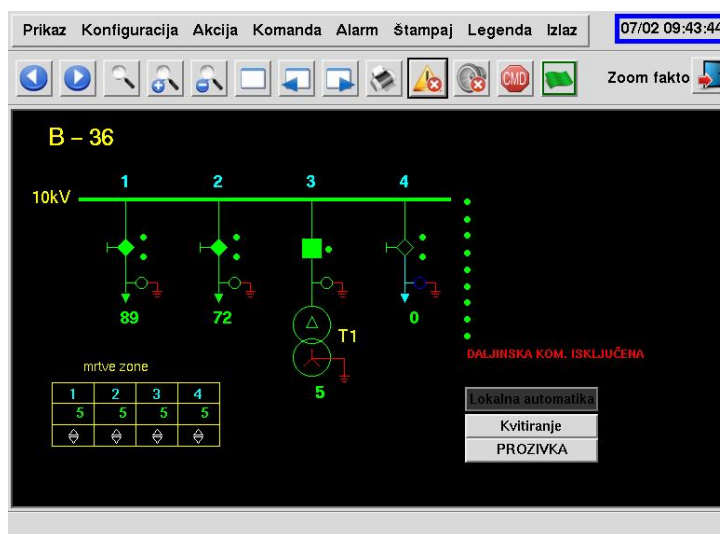 Prikaz Konfiguracija Akcija Komanda Alarm Štampaj Legenda Izlaz 07/02 09:43:44
CMD Zoom fakto
B – 36
1 2 3 4
10kV
89 72 0
T1
5
DALJINSKA KOM. ISKLJUČENA
mrtve zone
1 2 3 4
5 5 5 5
Lokalna automatika
Kvitiranje
PROZIVKA